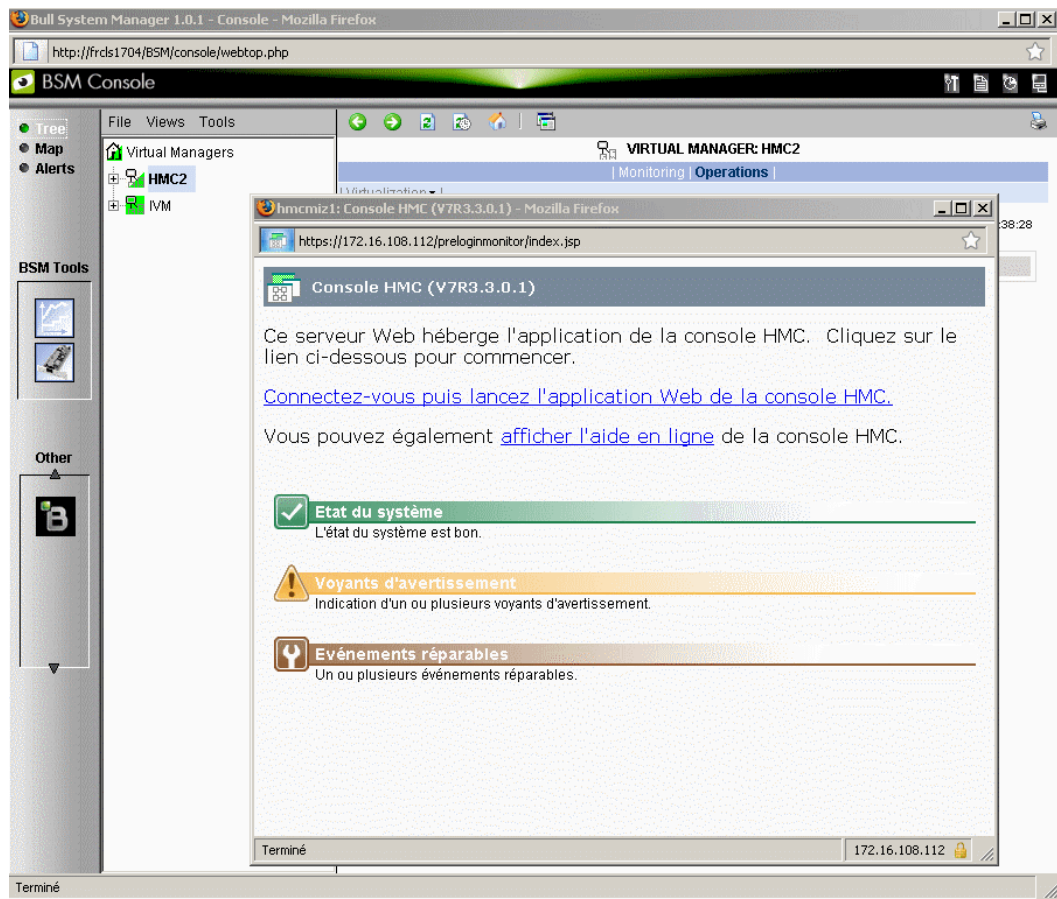 Bull System Manager 1.0.1 - Console - Mozilla Firefox
http://frcls1704/BSM/console/webtop.php
BSM Console
Tree
Map
Alerts
File Views Tools
Virtual Managers
HMC2
IVM
VIRTUAL MANAGER: HMC2
| Monitoring | Operations |
| Virtualization |
:38:28
BSM Tools
Other
B
hmcmiz1: Console HMC (V7R3.3.0.1) - Mozilla Firefox
https://172.16.108.112/preloginmonitor/index.jsp
Console HMC (V7R3.3.0.1)
Ce serveur Web héberge l'application de la console HMC. Cliquez sur le
lien ci-dessous pour commencer.
Connectez-vous puis lancez l'application Web de la console HMC.
Vous pouvez également afficher l'aide en ligne de la console HMC.
Etat du système
L'état du système est bon.
Voyants d'avertissement
Indication d'un ou plusieurs voyants d'avertissement.
Evénements réparables
Un ou plusieurs événements réparables.
Terminé
172.16.108.112
Terminé